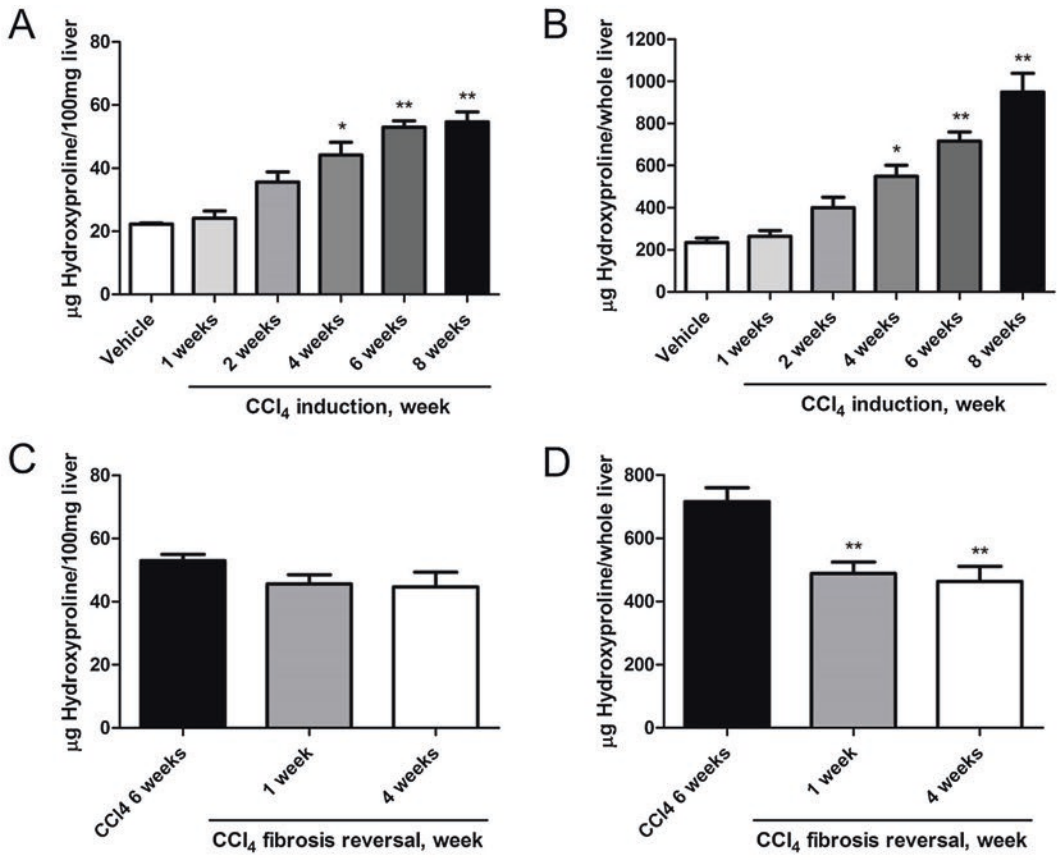 A
µg Hydroxyproline/100mg liver
80
60
40
20
0
*
**
**
Vehicle
1 weeks
2 weeks
4 weeks
6 weeks
8 weeks
CCl₄ induction, week
B
µg Hydroxyproline/whole liver
1200
1000
800
600
400
200
0
*
**
**
Vehicle
1 weeks
2 weeks
4 weeks
6 weeks
8 weeks
CCl₄ induction, week
C
µg Hydroxyproline/100mg liver
80
60
40
20
0
CCl4 6 weeks
1 week
4 weeks
CCl₄ fibrosis reversal, week
D
µg Hydroxyproline/whole liver
800
600
400
200
0
**
**
CCl4 6 weeks
1 week
4 weeks
CCl₄ fibrosis reversal, week